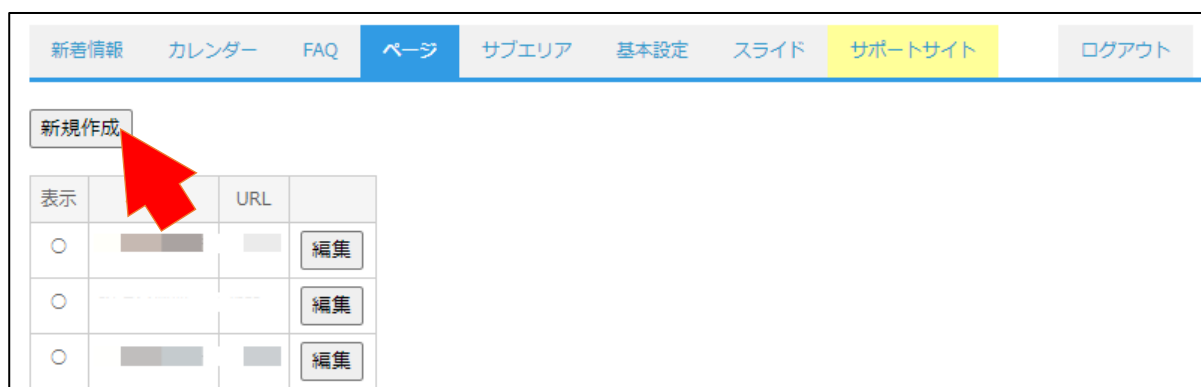 新着情報 カレンダー FAQ ページ サブエリア 基本設定 スライド サポートサイト ログアウト
新規作成
表示 URL
○ 編集
○ 編集
○ 編集